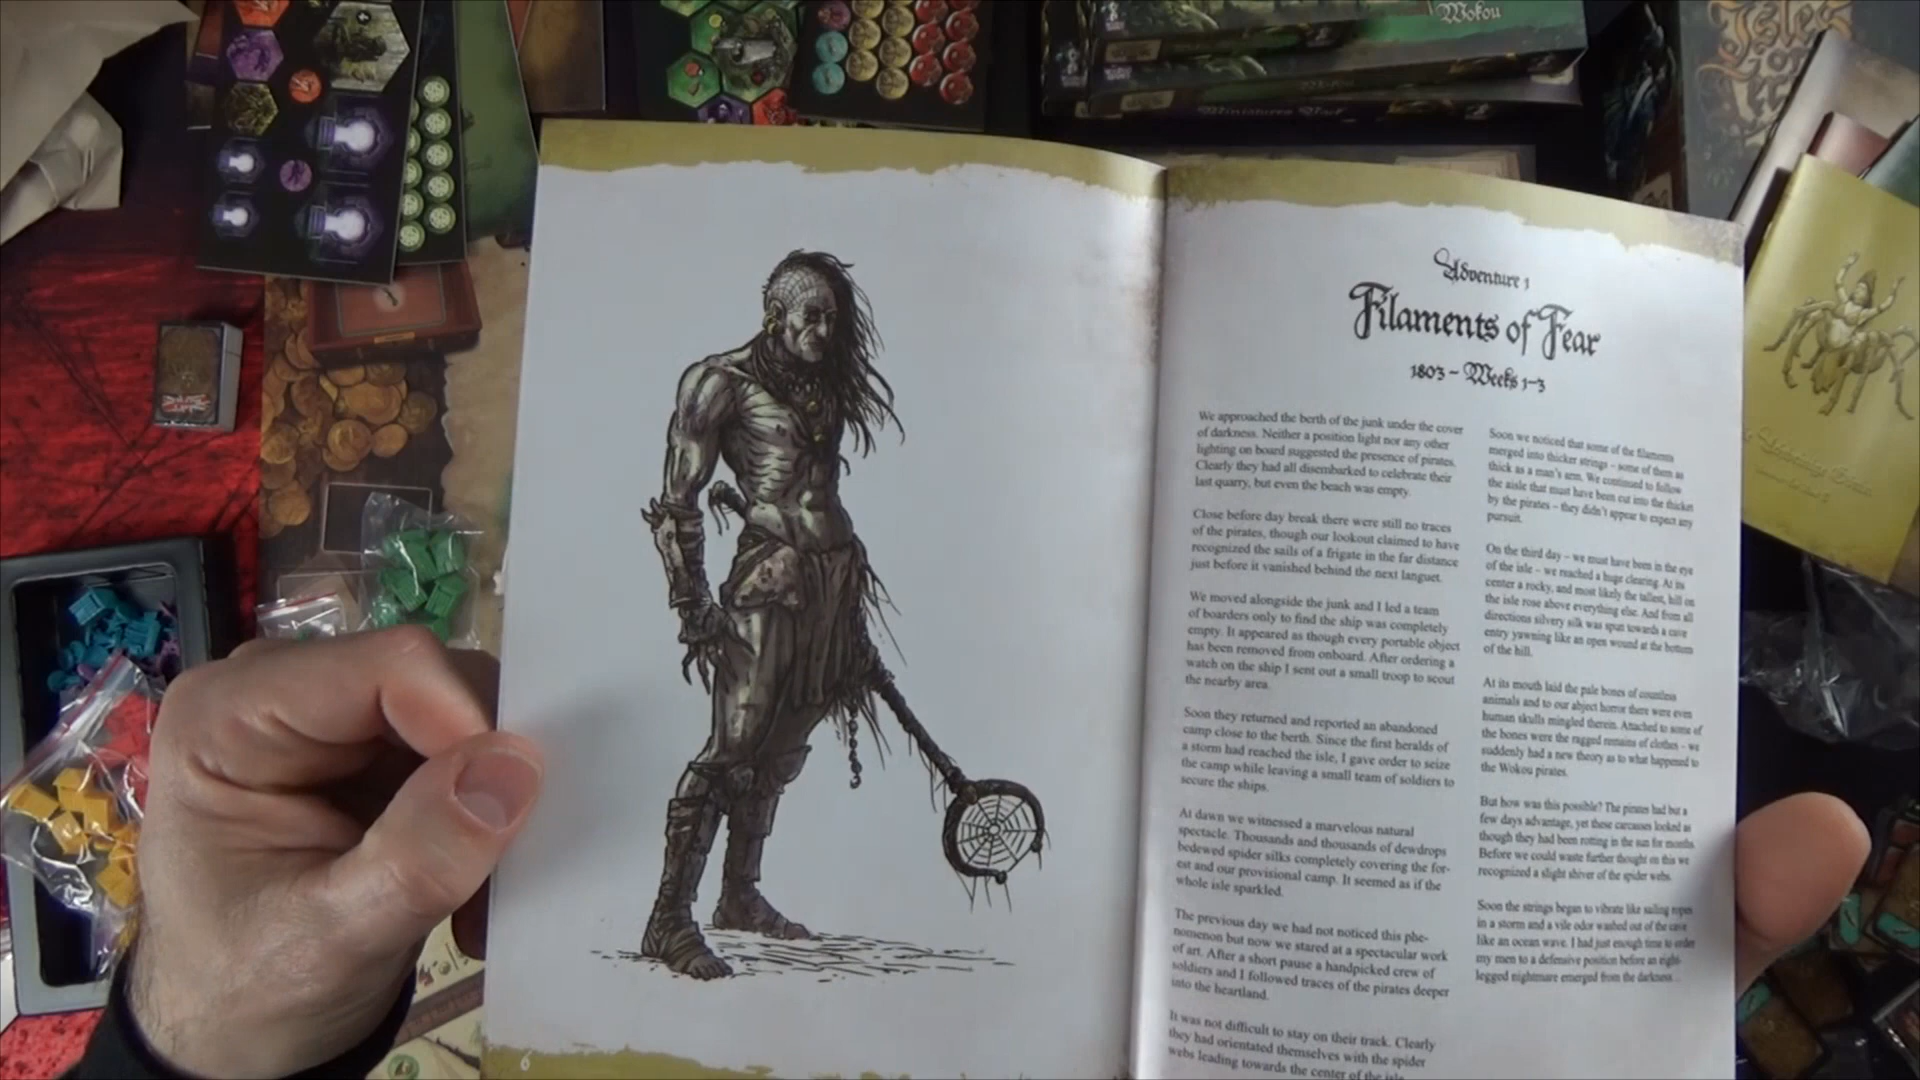 Wokou
Miniatures
Isles
Adventure 1
Filaments of Fear
1803 – Weeks 1-3
We approached the berth of the junk under the cover
of darkness. Neither a position light nor any other
lighting on board suggested the presence of pirates.
Clearly they had all disembarked to celebrate their
last quarry, but even the beach was empty.
Close before day break there were still no traces
of the pirates, though our lookout claimed to have
recognized the sails of a frigate in the far distance
just before it vanished behind the next languet.
We moved alongside the junk and I led a team
of boarders only to find the ship was completely
empty. It appeared as though every portable object
has been removed from onboard. After ordering a
watch on the ship I sent out a small troop to scout
the nearby area.
Soon they returned and reported an abandoned
camp close to the berth. Since the first heralds of
a storm had reached the isle, I gave order to seize
the camp while leaving a small team of soldiers to
secure the ships.
At dawn we witnessed a marvelous natural
spectacle. Thousands and thousands of dewdrops
bedewed spider silks completely covering the for-
est and our provisional camp. It seemed as if the
whole isle sparkled.
The previous day we had not noticed this phe-
nomenon but now we stared at a spectacular work
of art. After a short pause a handpicked crew of
soldiers and I followed traces of the pirates deeper
into the heartland.
It was not difficult to stay on their track. Clearly
they had orientated themselves with the spider
webs leading towards the center of the isle.
Soon we noticed that some of the filaments
merged into thicker strings – some of them as
thick as a man's arm. We continued to follow
the aisle that must have been cut into the thicket
by the pirates – they didn't appear to expect any
pursuit.
On the third day – we must have been in the eye
of the isle – we reached a huge clearing. At its
center a rocky, and most likely the tallest, hill on
the isle rose above everything else. And from all
directions silvery silk was spun towards a cave
entry yawning like an open wound at the bottom
of the hill.
At its mouth laid the pale bones of countless
animals and to our abject horror there were even
human skulls mingled therein. Attached to some of
the bones were the ragged remains of clothes – we
suddenly had a new theory as to what happened to
the Wokou pirates.
But how was this possible? The pirates had but a
few days advantage, yet these carcasses looked as
though they had been rotting in the sun for months.
Before we could waste further thought on this we
recognized a slight shiver of the spider webs.
Soon the strings began to vibrate like sailing ropes
in a storm and a vile odor washed out of the cave
like an ocean wave. I had just enough time to order
my men to a defensive position before an eight-
legged nightmare emerged from the darkness...
6